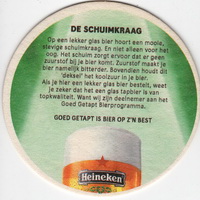 DE SCHUIMKRAAG
Op een lekker glas bier hoort een mooie,
stevige schuimkraag. En niet alleen voor het
oog. Het schuim zorgt ervoor dat er geen
zuurstof bij je bier komt. Zuurstof maakt je
bier namelijk bitterder. Bovendien houdt dit
'deksel' het koolzuur in je bier.
Als je hier een lekker glas bier bestelt, weet
je zeker dat het een glas tapbier is van
topkwaliteit. Want wij zijn deelnemer aan het
Goed Getapt Bierprogramma.
GOED GETAPT IS BIER OP Z'N BEST
Heineken